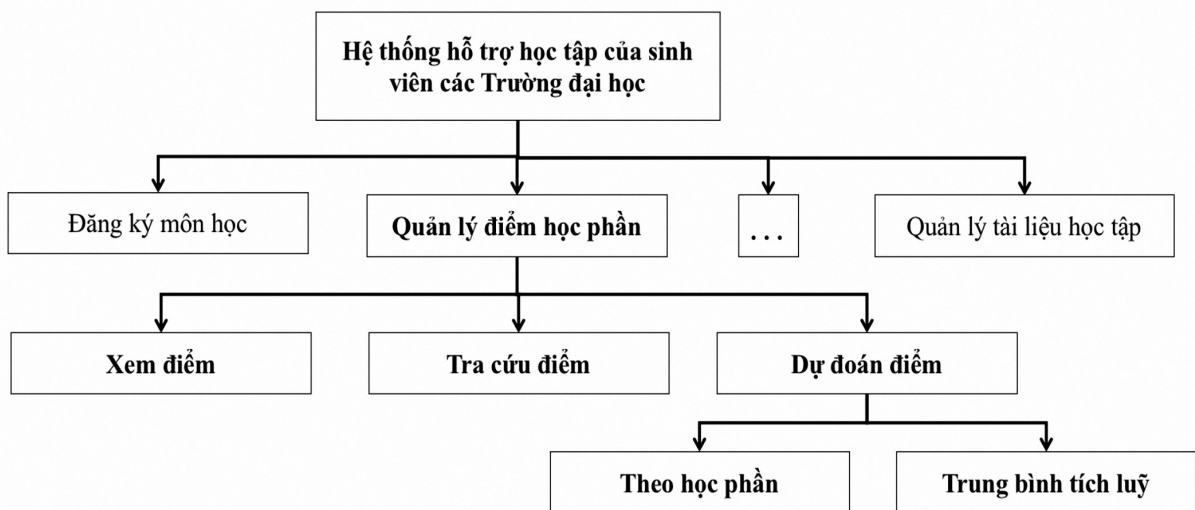 Hệ thống hỗ trợ học tập của sinh
viên các Trường đại học
Đăng ký môn học
Quản lý điểm học phần
...
Quản lý tài liệu học tập
Xem điểm
Tra cứu điểm
Dự đoán điểm
Theo học phần
Trung bình tích luỹ